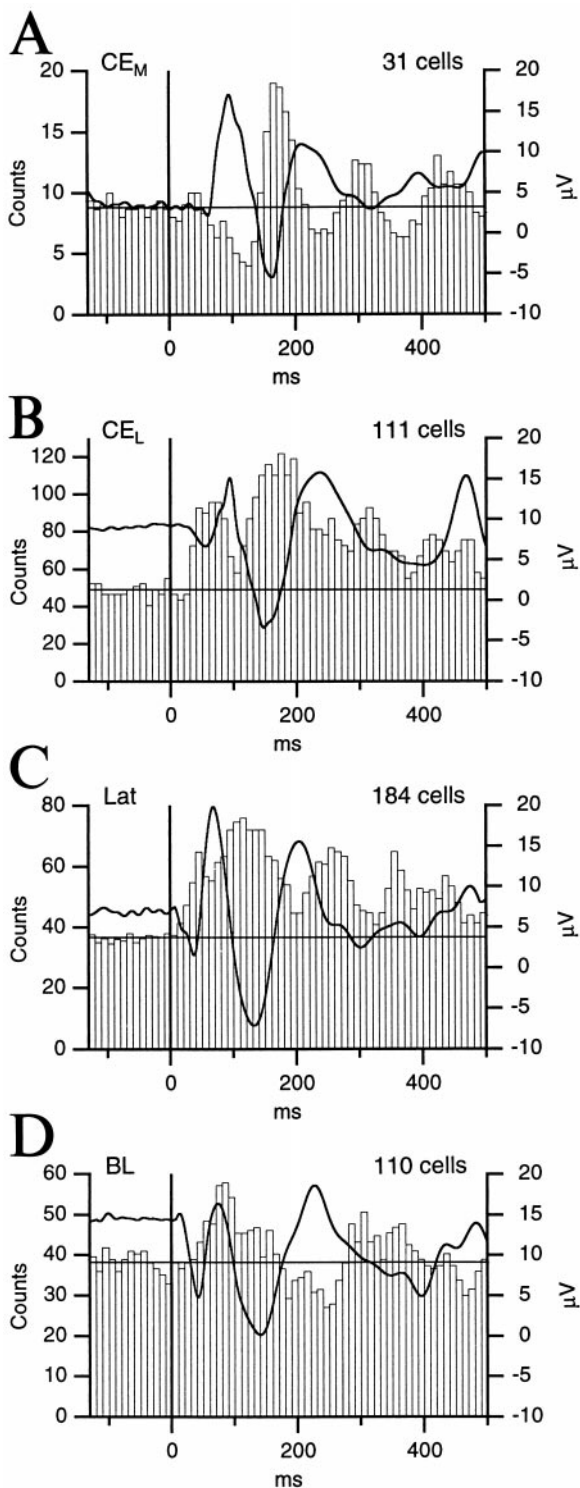 A
CE_M 31 cells
20 20
15 15
10 10
5 5
0 0
-5
-10
Counts
µV
0 200 400
ms
B
CE_L 111 cells
120 20
100 15
80 10
60 5
40 0
20 -5
0 -10
Counts
µV
0 200 400
ms
C
Lat 184 cells
80 20
60 15
40 10
20 5
0 0
-5
-10
Counts
µV
0 200 400
ms
D
BL 110 cells
60 20
50 15
40 10
30 5
20 0
10 -5
0 -10
Counts
µV
0 200 400
ms